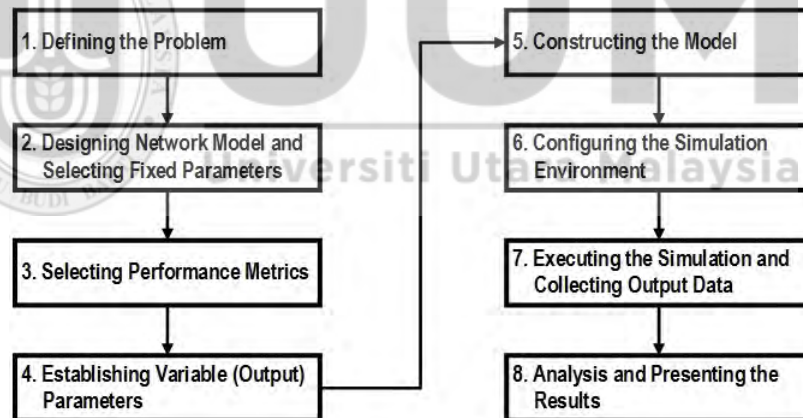 1. Defining the Problem
2. Designing Network Model and
Selecting Fixed Parameters
3. Selecting Performance Metrics
4. Establishing Variable (Output)
Parameters
5. Constructing the Model
6. Configuring the Simulation
Environment
7. Executing the Simulation and
Collecting Output Data
8. Analysis and Presenting the
Results
UUM
Universiti Utara Malaysia
BUDI